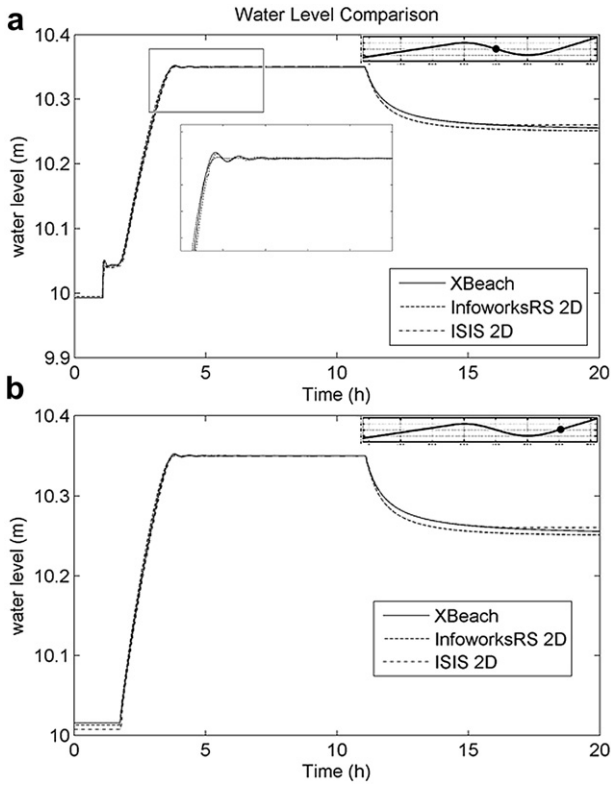 Water Level Comparison
a
10.4
10.3
10.2
10.1
10
9.9
water level (m)
XBeach
InfoworksRS 2D
ISIS 2D
0 5 10 15 20
Time (h)
b
10.4
10.3
10.2
10.1
10
water level (m)
XBeach
InfoworksRS 2D
ISIS 2D
0 5 10 15 20
Time (h)